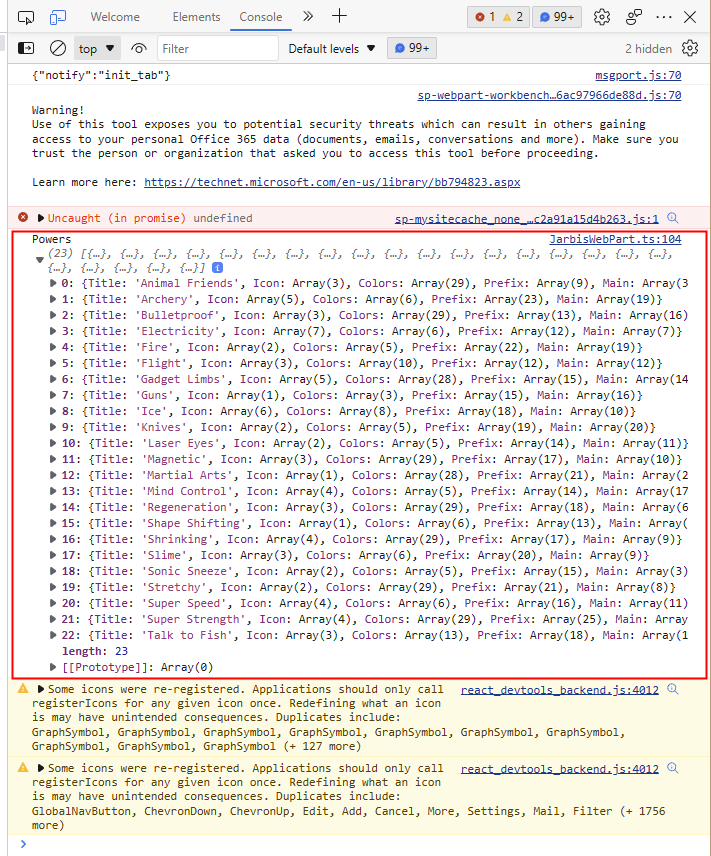 Welcome Elements Console
1 2 99+
top Filter Default levels 99+ 2 hidden
{"notify":"init_tab"} msgport.js:70
sp-webpart-workbench…6ac97966de88d.js:70
Warning!
Use of this tool exposes you to potential security threats which can result in others gaining
access to your personal Office 365 data (documents, emails, conversations and more). Make sure you
trust the person or organization that asked you to access this tool before proceeding.
Learn more here: https://technet.microsoft.com/en-us/library/bb794823.aspx
Uncaught (in promise) undefined sp-mysitecache_none_…c2a91a15d4b263.js:1
Powers JarbisWebPart.ts:104
(23) [{…}, {…}, {…}, {…}, {…}, {…}, {…}, {…}, {…}, {…}, {…}, {…}, {…}, {…}, {…}, {…}, {…}, {…},
{…}, {…}, {…}, {…}, {…}]
0: {Title: 'Animal Friends', Icon: Array(3), Colors: Array(29), Prefix: Array(9), Main: Array(3
1: {Title: 'Archery', Icon: Array(5), Colors: Array(6), Prefix: Array(23), Main: Array(19)}
2: {Title: 'Bulletproof', Icon: Array(3), Colors: Array(29), Prefix: Array(13), Main: Array(16)
3: {Title: 'Electricity', Icon: Array(7), Colors: Array(6), Prefix: Array(12), Main: Array(7)}
4: {Title: 'Fire', Icon: Array(2), Colors: Array(5), Prefix: Array(22), Main: Array(19)}
5: {Title: 'Flight', Icon: Array(3), Colors: Array(10), Prefix: Array(12), Main: Array(12)}
6: {Title: 'Gadget Limbs', Icon: Array(5), Colors: Array(28), Prefix: Array(15), Main: Array(14
7: {Title: 'Guns', Icon: Array(1), Colors: Array(3), Prefix: Array(15), Main: Array(16)}
8: {Title: 'Ice', Icon: Array(6), Colors: Array(8), Prefix: Array(18), Main: Array(10)}
9: {Title: 'Knives', Icon: Array(2), Colors: Array(5), Prefix: Array(19), Main: Array(20)}
10: {Title: 'Laser Eyes', Icon: Array(2), Colors: Array(5), Prefix: Array(14), Main: Array(11)}
11: {Title: 'Magnetic', Icon: Array(3), Colors: Array(29), Prefix: Array(17), Main: Array(10)}
12: {Title: 'Martial Arts', Icon: Array(1), Colors: Array(28), Prefix: Array(21), Main: Array(2
13: {Title: 'Mind Control', Icon: Array(4), Colors: Array(5), Prefix: Array(14), Main: Array(17
14: {Title: 'Regeneration', Icon: Array(3), Colors: Array(29), Prefix: Array(18), Main: Array(6
15: {Title: 'Shape Shifting', Icon: Array(1), Colors: Array(6), Prefix: Array(13), Main: Array(
16: {Title: 'Shrinking', Icon: Array(4), Colors: Array(29), Prefix: Array(17), Main: Array(9)}
17: {Title: 'Slime', Icon: Array(3), Colors: Array(6), Prefix: Array(20), Main: Array(9)}
18: {Title: 'Sonic Sneeze', Icon: Array(2), Colors: Array(5), Prefix: Array(15), Main: Array(3)
19: {Title: 'Stretchy', Icon: Array(2), Colors: Array(29), Prefix: Array(21), Main: Array(8)}
20: {Title: 'Super Speed', Icon: Array(4), Colors: Array(6), Prefix: Array(16), Main: Array(11)
21: {Title: 'Super Strength', Icon: Array(4), Colors: Array(29), Prefix: Array(25), Main: Array
22: {Title: 'Talk to Fish', Icon: Array(3), Colors: Array(13), Prefix: Array(18), Main: Array(1
length: 23
[[Prototype]]: Array(0)
Some icons were re-registered. Applications should only call react_devtools_backend.js:4012
registerIcons for any given icon once. Redefining what an icon
is may have unintended consequences. Duplicates include:
GraphSymbol, GraphSymbol, GraphSymbol, GraphSymbol, GraphSymbol, GraphSymbol, GraphSymbol,
GraphSymbol, GraphSymbol, GraphSymbol (+ 127 more)
Some icons were re-registered. Applications should only call react_devtools_backend.js:4012
registerIcons for any given icon once. Redefining what an icon
is may have unintended consequences. Duplicates include:
GlobalNavButton, ChevronDown, ChevronUp, Edit, Add, Cancel, More, Settings, Mail, Filter (+ 1756
more)